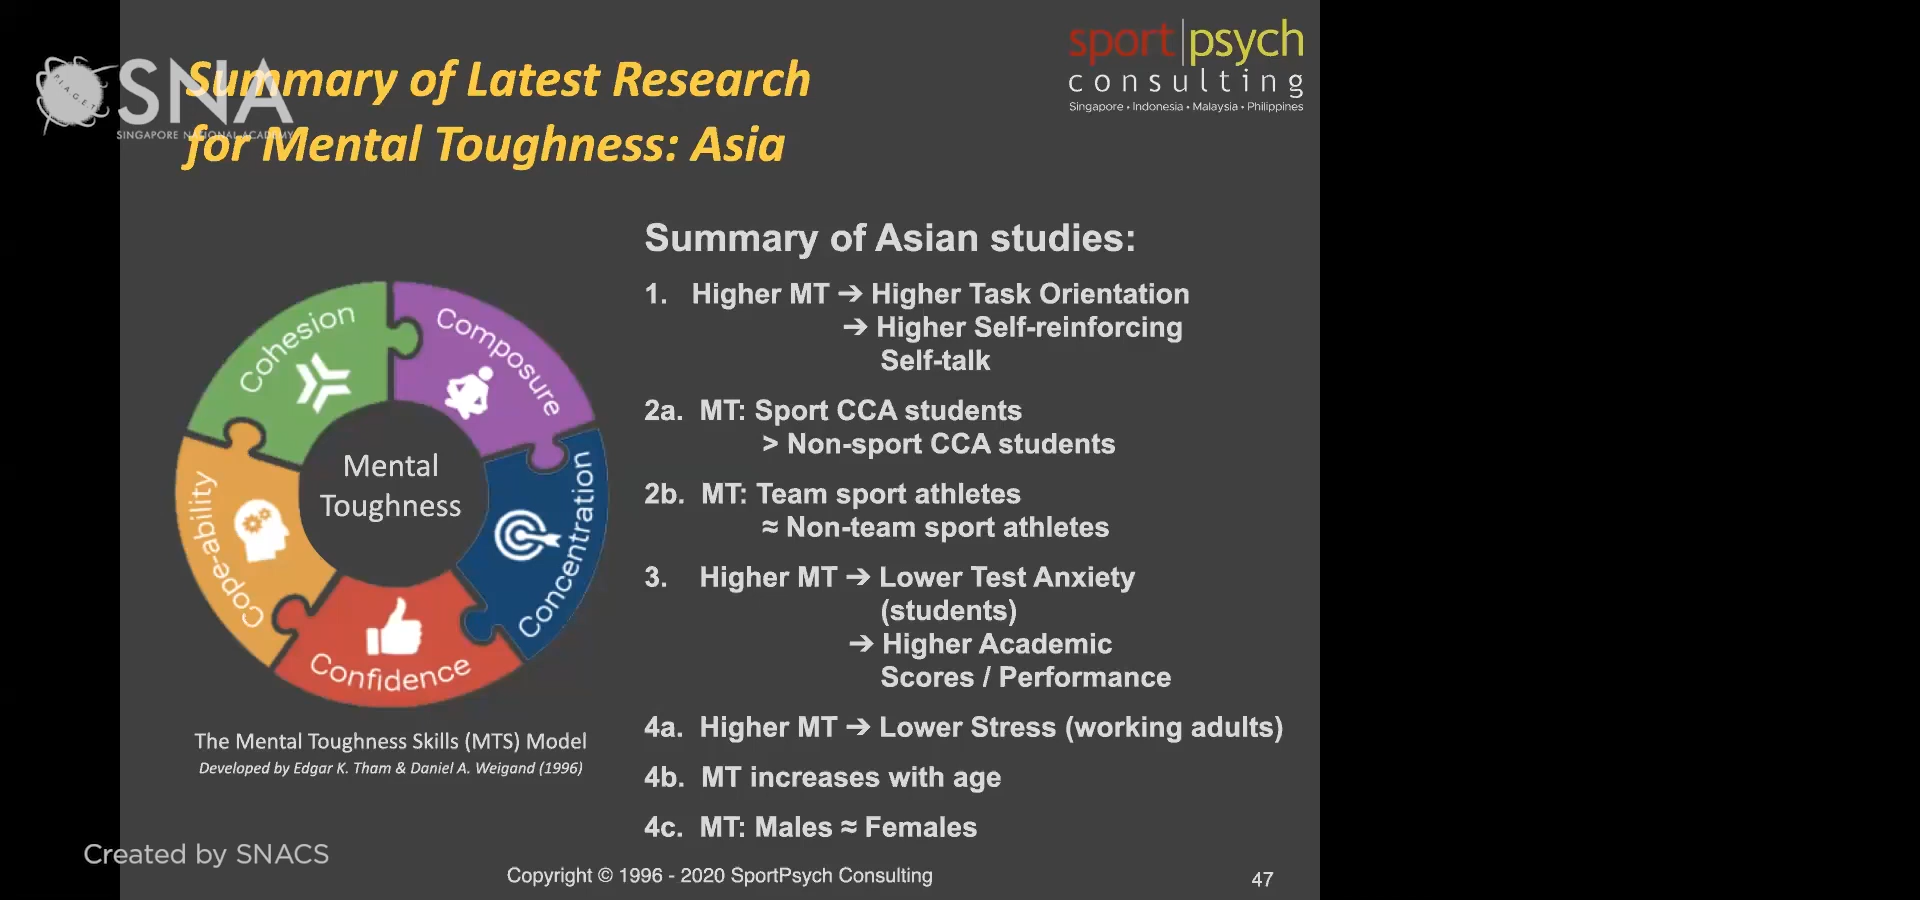 SNA
SINGAPORE NATIONAL ACADEMY
PIAGET
Summary of Latest Research
for Mental Toughness: Asia
sport|psych
consulting
Singapore • Indonesia • Malaysia • Philippines
Summary of Asian studies:
1. Higher MT ➔ Higher Task Orientation
➔ Higher Self-reinforcing
Self-talk
2a. MT: Sport CCA students
> Non-sport CCA students
2b. MT: Team sport athletes
≈ Non-team sport athletes
3. Higher MT ➔ Lower Test Anxiety
(students)
➔ Higher Academic
Scores / Performance
4a. Higher MT ➔ Lower Stress (working adults)
4b. MT increases with age
4c. MT: Males ≈ Females
Cohesion
Composure
Concentration
Confidence
Cope-ability
Mental
Toughness
The Mental Toughness Skills (MTS) Model
Developed by Edgar K. Tham & Daniel A. Weigand (1996)
Created by SNACS
Copyright © 1996 - 2020 SportPsych Consulting
47